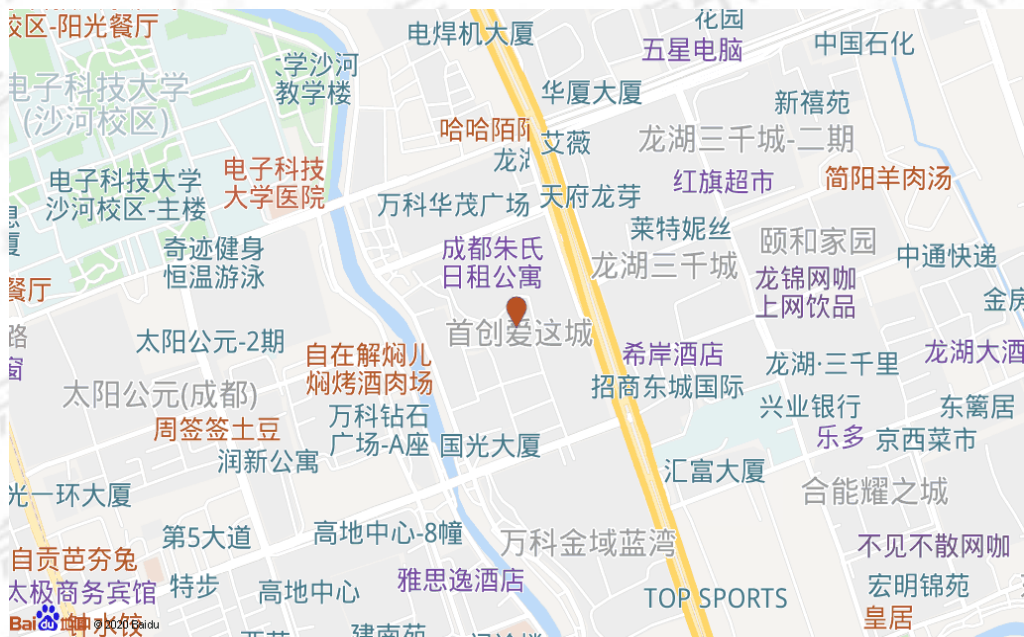 校区-阳光餐厅
电焊机大厦
花园
五星电脑
中国石化
学沙河
教学楼
电子科技大学
(沙河校区)
华厦大厦
新禧苑
哈哈陌陌
艾薇
龙湖三千城-二期
龙湖
电子科技
大学医院
电子科技大学
沙河校区-主楼
红旗超市
简阳羊肉汤
万科华茂广场
天府龙芽
莱特妮丝
颐和家园
奇迹健身
恒温游泳
成都朱氏
日租公寓
中通快递
龙湖三千城
龙锦网咖
上网饮品
餐厅
金房
路
首创爱这城
太阳公元-2期
自在解焖儿
焖烤酒肉场
希岸酒店
龙湖·三千里
龙湖大酒
窗
太阳公元(成都)
招商东城国际
万科钻石
广场-A座
兴业银行
东篱居
周签签土豆
国光大厦
乐多
京西菜市
润新公寓
汇富大厦
光一环大厦
合能耀之城
第5大道
高地中心-8幢
万科金域蓝湾
不见不散网咖
自贡芭夯兔
太极商务宾馆
特步
高地中心
雅思逸酒店
宏明锦苑
TOP SPORTS
皇居
Bai du 地图
© 2020 Baidu
钟水饺
建南苑